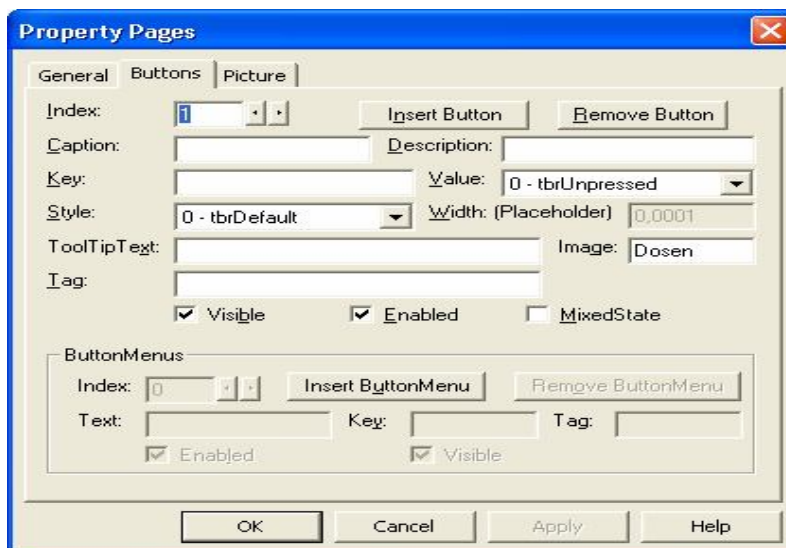 Property Pages
General Buttons Picture
Index: 1 Insert Button Remove Button
Caption: Description:
Key: Value: 0 - tbrUnpressed
Style: 0 - tbrDefault Width: (Placeholder) 0,0001
ToolTipText: Image: Dosen
Tag:
Visible Enabled MixedState
ButtonMenus
Index: 0 Insert ButtonMenu Remove ButtonMenu
Text: Key: Tag:
Enabled Visible
OK Cancel Apply Help